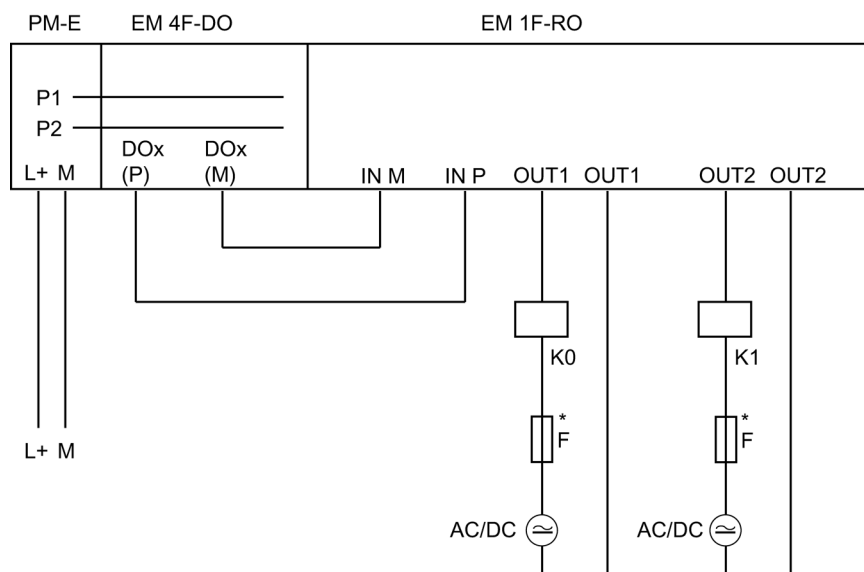 PM-E EM 4F-DO EM 1F-RO
P1
P2
DOx (P) DOx (M)
L+ M IN M IN P OUT1 OUT1 OUT2 OUT2
K0 K1
* *
F F
L+ M
AC/DC AC/DC